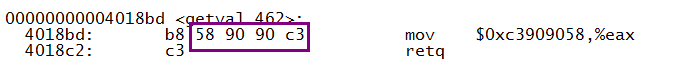 00000000004018bd <getval_462>:
4018bd: b8 58 90 90 c3 mov $0xc3909058,%eax
4018c2: c3 retq